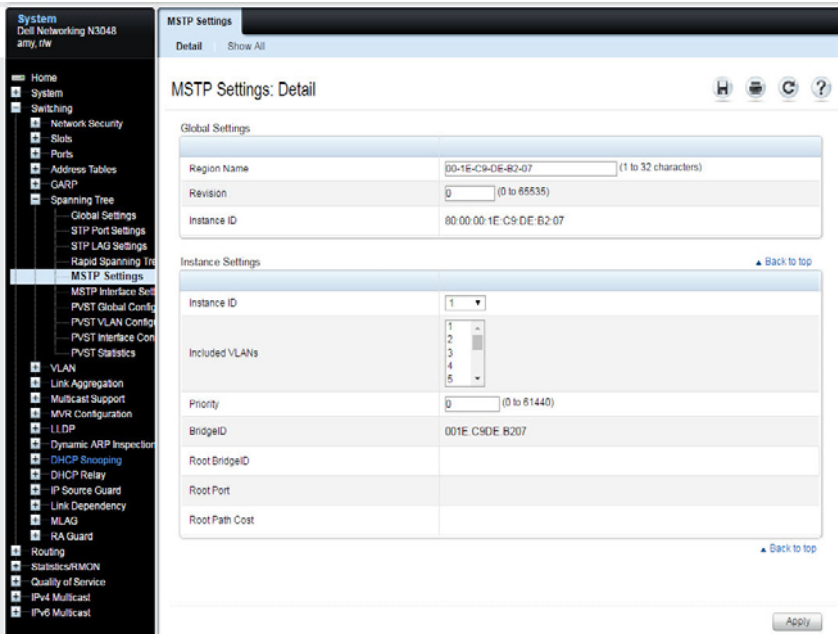 System
Dell Networking N3048
amy, r/w
Home
System
Switching
Network Security
Slots
Ports
Address Tables
GARP
Spanning Tree
Global Settings
STP Port Settings
STP LAG Settings
Rapid Spanning Tre
MSTP Settings
MSTP Interface Sett
PVST Global Config
PVST VLAN Config
PVST Interface Con
PVST Statistics
VLAN
Link Aggregation
Multicast Support
MVR Configuration
LLDP
Dynamic ARP Inspection
DHCP Snooping
DHCP Relay
IP Source Guard
Link Dependency
MLAG
RA Guard
Routing
Statistics/RMON
Quality of Service
IPv4 Multicast
IPv6 Multicast
MSTP Settings
Detail Show All
MSTP Settings: Detail
Global Settings
Region Name 00-1E-C9-DE-B2-07 (1 to 32 characters)
Revision 0 (0 to 65535)
Instance ID 80:00:00:1E:C9:DE:B2:07
Instance Settings Back to top
Instance ID 1
Included VLANs 1
2
3
4
5
Priority 0 (0 to 61440)
BridgeID 001E.C9DE.B207
Root BridgeID
Root Port
Root Path Cost
Back to top
Apply